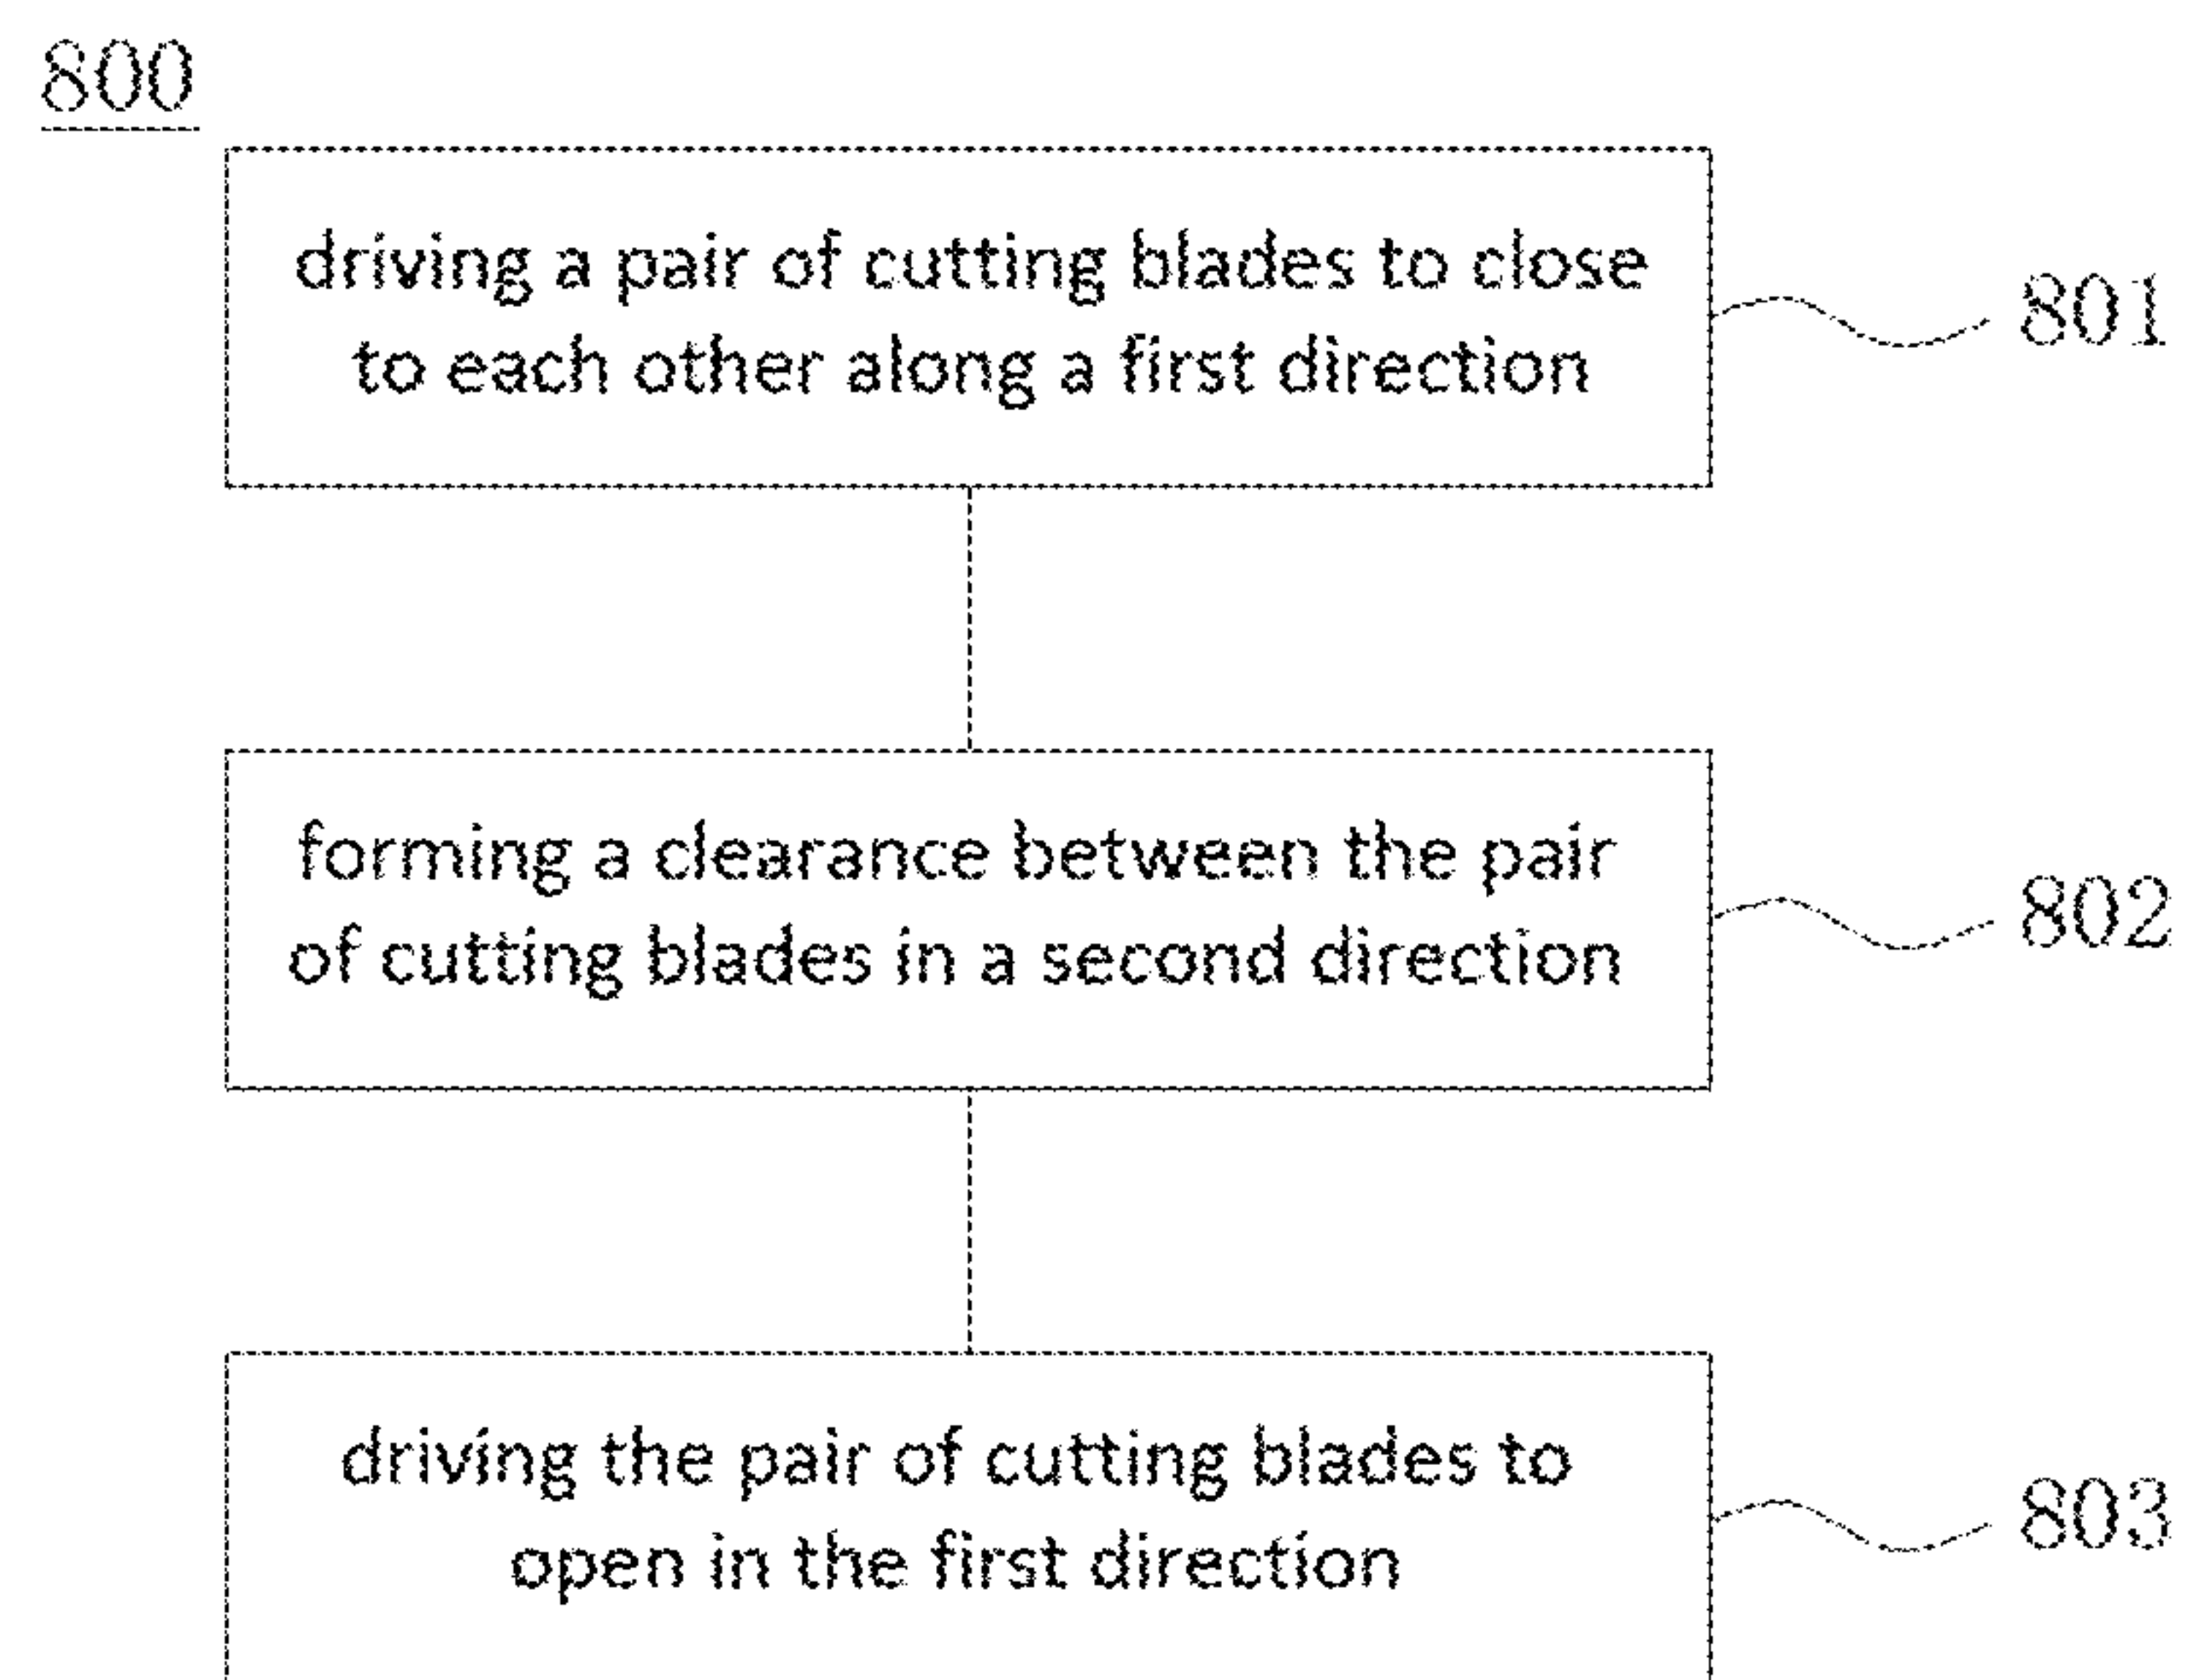 800
driving a pair of cutting blades to close
to each other along a first direction
801
forming a clearance between the pair
of cutting blades in a second direction
802
driving the pair of cutting blades to
open in the first direction
803